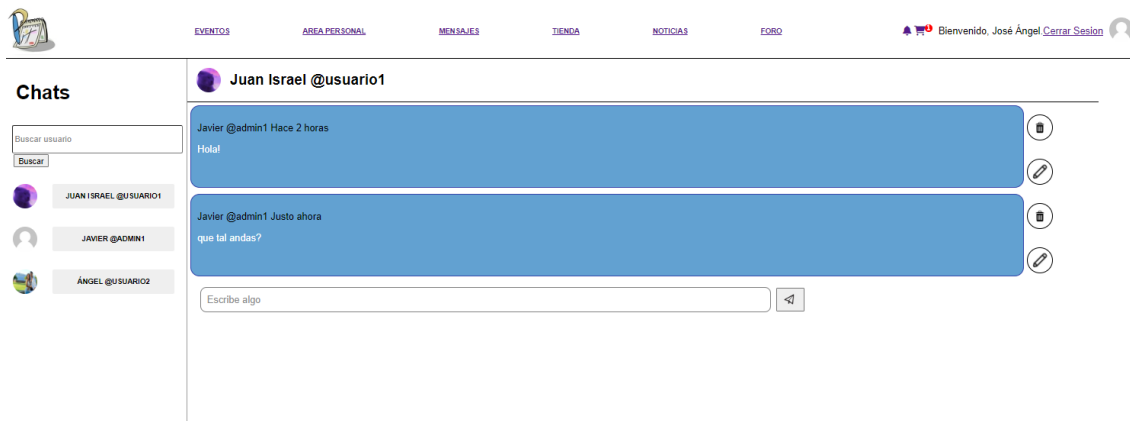 EVENTOS AREA PERSONAL MENSAJES TIENDA NOTICIAS FORO 1 Bienvenido, José Ángel.Cerrar Sesion
Chats
Buscar usuario
Buscar
JUAN ISRAEL @USUARIO1
JAVIER @ADMIN1
ÁNGEL @USUARIO2
Juan Israel @usuario1
Javier @admin1 Hace 2 horas
Hola!
Javier @admin1 Justo ahora
que tal andas?
Escribe algo